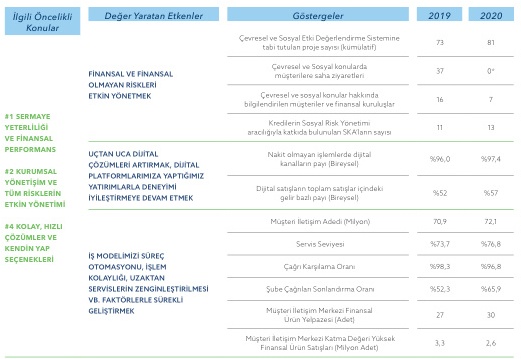 İlgili Öncelikli
Konular
Değer Yaratan Etkenler
Göstergeler
2019
2020
#1 SERMAYE
YETERLİLİĞİ
VE FİNANSAL
PERFORMANS
#2 KURUMSAL
YÖNETİŞİM VE
TÜM RİSKLERİN
ETKİN YÖNETİMİ
#4 KOLAY, HIZLI
ÇÖZÜMLER VE
KENDİN YAP
SEÇENEKLERİ
FİNANSAL VE FİNANSAL
OLMAYAN RİSKLERİ
ETKİN YÖNETMEK
Çevresel ve Sosyal Etki Değerlendirme Sistemine
tabi tutulan proje sayısı (kümülatif)
73
81
Çevresel ve Sosyal konularda
müşterilere saha ziyaretleri
37
0*
Çevresel ve sosyal konular hakkında
bilgilendirilen müşteriler ve finansal kuruluşlar
16
7
Kredilerin Sosyal Risk Yönetimi
aracılığıyla katkıda bulunulan SKA'ların sayısı
11
13
UÇTAN UCA DİJİTAL
ÇÖZÜMLERİ ARTIRMAK, DİJİTAL
PLATFORMLARIMIZA YAPTIĞIMIZ
YATIRIMLARLA DENEYİMİ
İYİLEŞTİRMEYE DEVAM ETMEK
Nakit olmayan işlemlerde dijital
kanalların payı (Bireysel)
%96,0
%97,4
Dijital satışların toplam satışlar içindeki
gelir bazlı payı (Bireysel)
%52
%57
İŞ MODELİMİZİ SÜREÇ
OTOMASYONU, İŞLEM
KOLAYLIĞI, UZAKTAN
SERVİSLERİN ZENGİNLEŞTİRİLMESİ
VB. FAKTÖRLERLE SÜREKLİ
GELİŞTİRMEK
Müşteri İletişim Adedi (Milyon)
70,9
72,1
Servis Seviyesi
%73,7
%76,8
Çağrı Karşılama Oranı
%98,3
%96,8
Şube Çağrıları Sonlandırma Oranı
%52,3
%65,9
Müşteri İletişim Merkezi Finansal
Ürün Yelpazesi (Adet)
27
30
Müşteri İletişim Merkezi Katma Değeri Yüksek
Finansal Ürün Satışları (Milyon Adet)
3,3
2,6